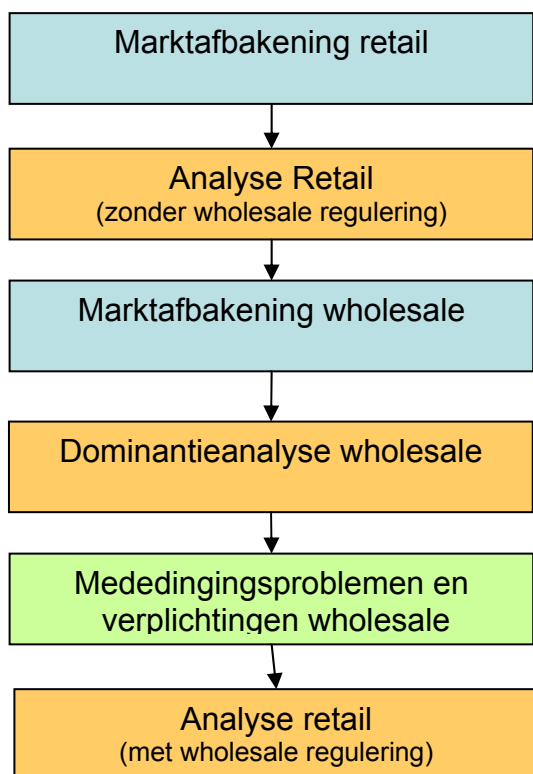 Marktafbakening retail
Analyse Retail
(zonder wholesale regulering)
Marktafbakening wholesale
Dominantieanalyse wholesale
Mededingingsproblemen en
verplichtingen wholesale
Analyse retail
(met wholesale regulering)